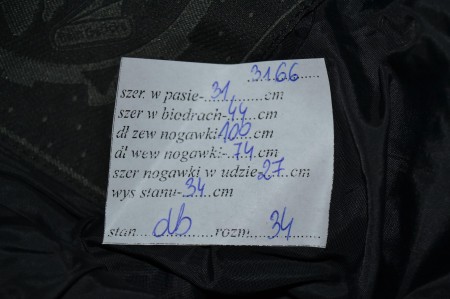 3166
szer. w pasie-31cm
szer w biodrach-44cm
dł zew nogawki-106cm
dł wew nogawki-74cm
szer nogawki w udzie-27cm
wys stanu-34cm
stan....db....rozm...34